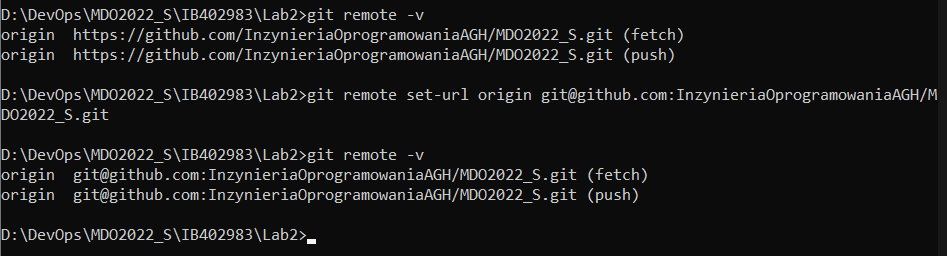 D:\DevOps\MDO2022_S\IB402983\Lab2>git remote -v
origin  https://github.com/InzynieriaOprogramowaniaAGH/MDO2022_S.git (fetch)
origin  https://github.com/InzynieriaOprogramowaniaAGH/MDO2022_S.git (push)
D:\DevOps\MDO2022_S\IB402983\Lab2>git remote set-url origin git@github.com:InzynieriaOprogramowaniaAGH/M
DO2022_S.git
D:\DevOps\MDO2022_S\IB402983\Lab2>git remote -v
origin  git@github.com:InzynieriaOprogramowaniaAGH/MDO2022_S.git (fetch)
origin  git@github.com:InzynieriaOprogramowaniaAGH/MDO2022_S.git (push)
D:\DevOps\MDO2022_S\IB402983\Lab2>